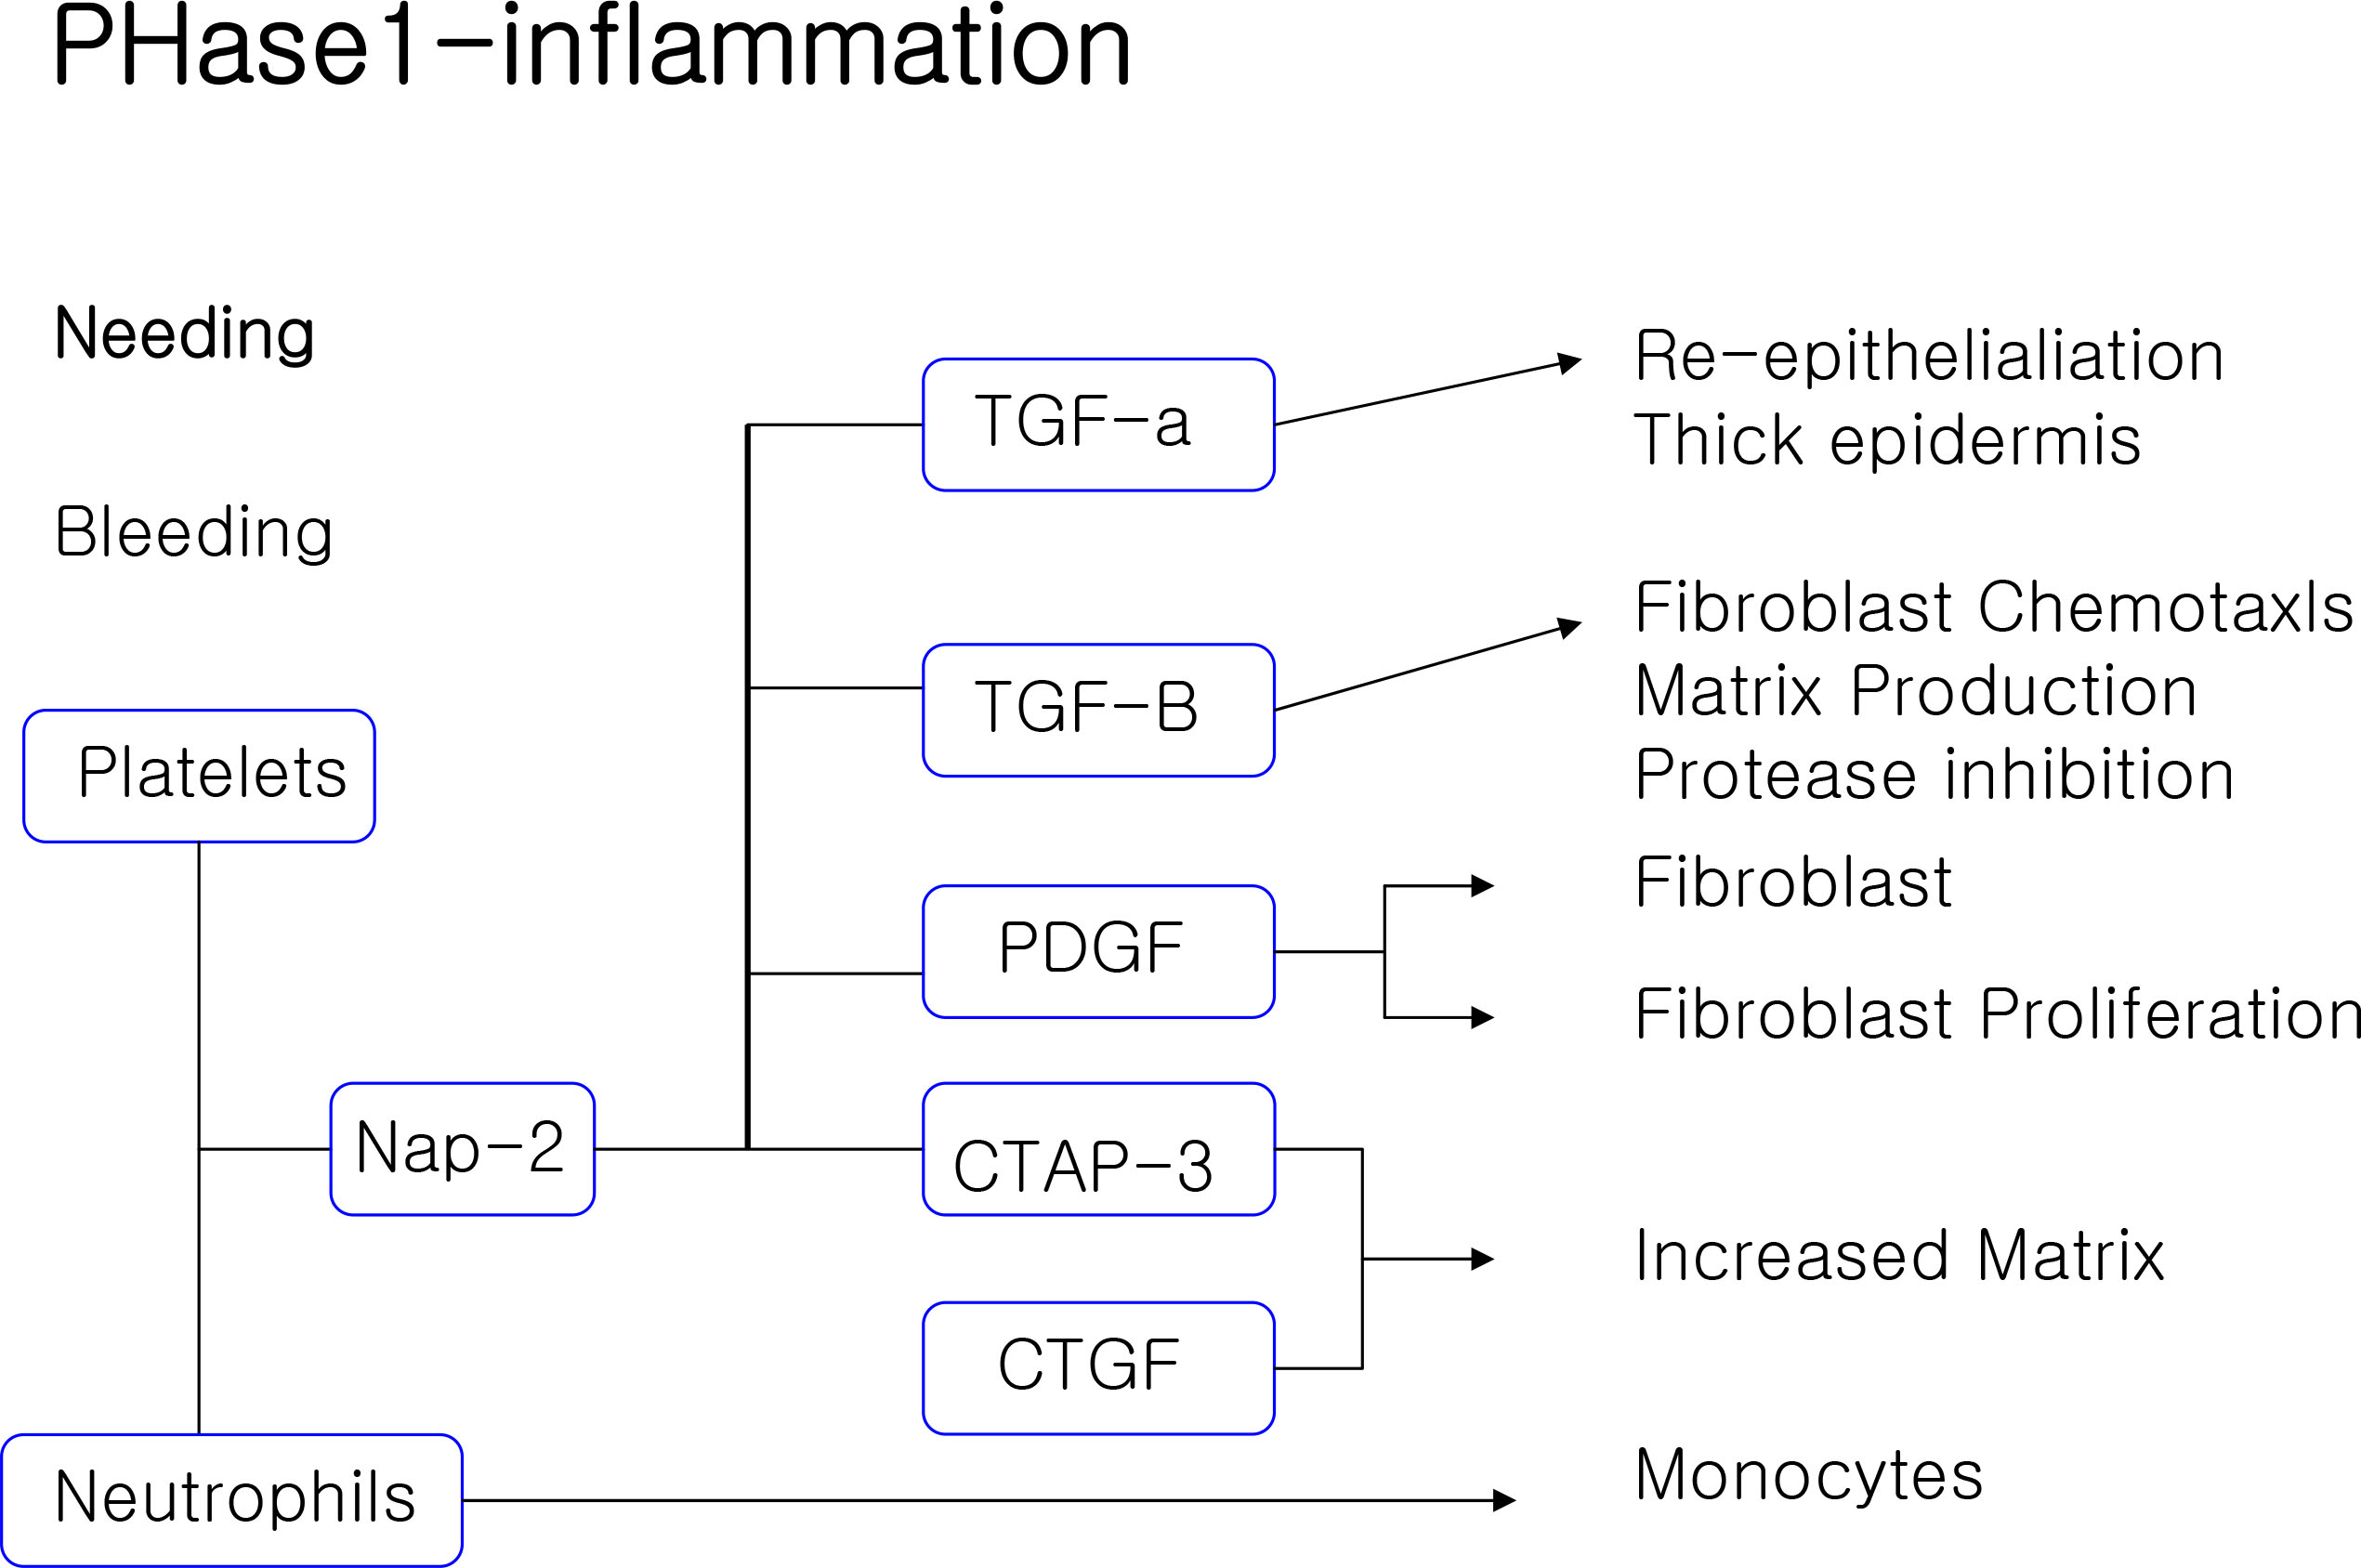 PHase1-inflammation
Needing
Bleeding
Platelets
Nap-2
Neutrophils
TGF-a
TGF-B
PDGF
CTAP-3
CTGF
Re-epithelialiation
Thick epidermis
Fibroblast Chemotaxls
Matrix Production
Protease inhibition
Fibroblast
Fibroblast Proliferation
Increased Matrix
Monocytes